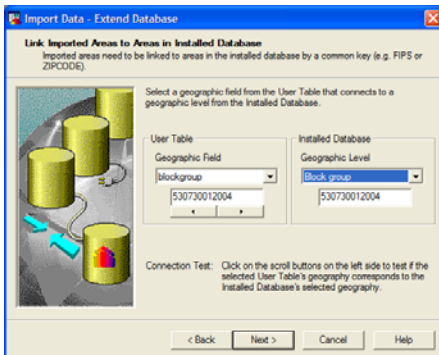 Import Data - Extend Database
Link Imported Areas to Areas in Installed Database
Imported areas need to be linked to areas in the installed database by a common key (e.g. FIPS or
ZIPCODE).
Select a geographic field from the User Table that connects to a
geographic level from the Installed Database.
User Table
Installed Database
Geographic Field
Geographic Level
blockgroup
Block group
530730012004
530730012004
Connection Test: Click on the scroll buttons on the left side to test if the
selected User Table's geography corresponds to the
Installed Database's selected geography.
< Back
Next >
Cancel
Help